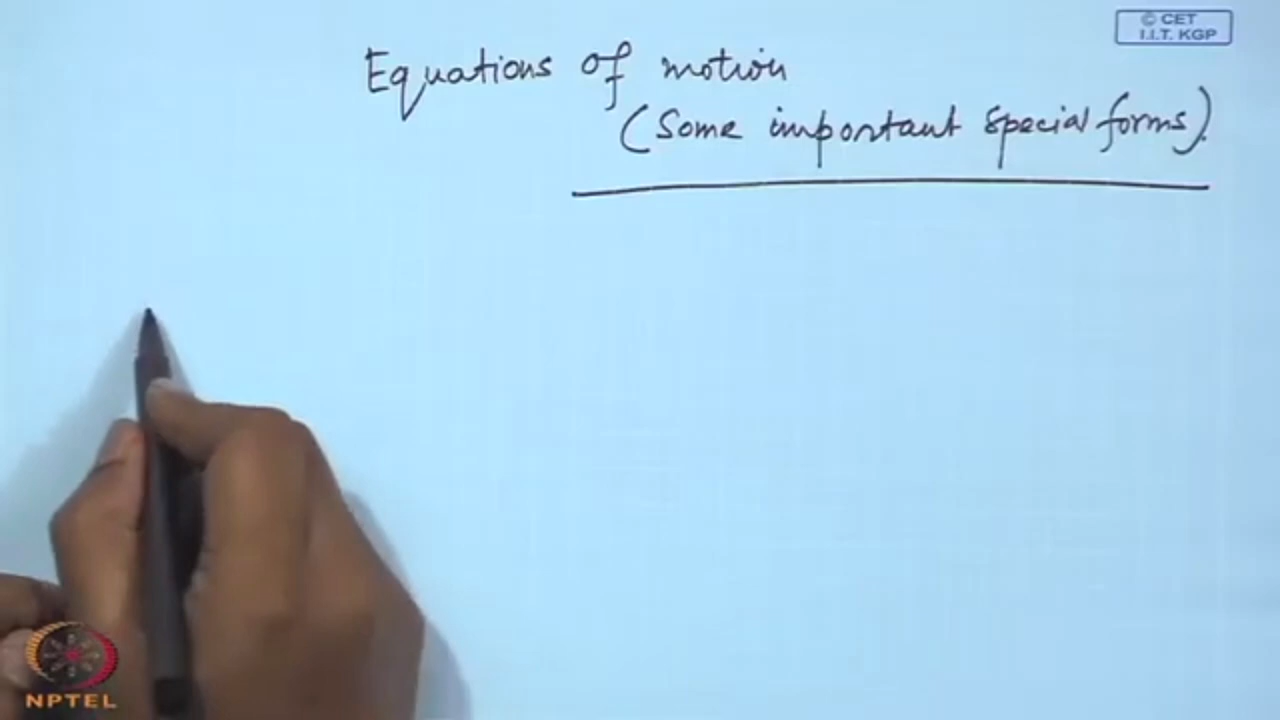 © CET
I.I.T. KGP
Equations of motion
(Some important special forms).
NPTEL